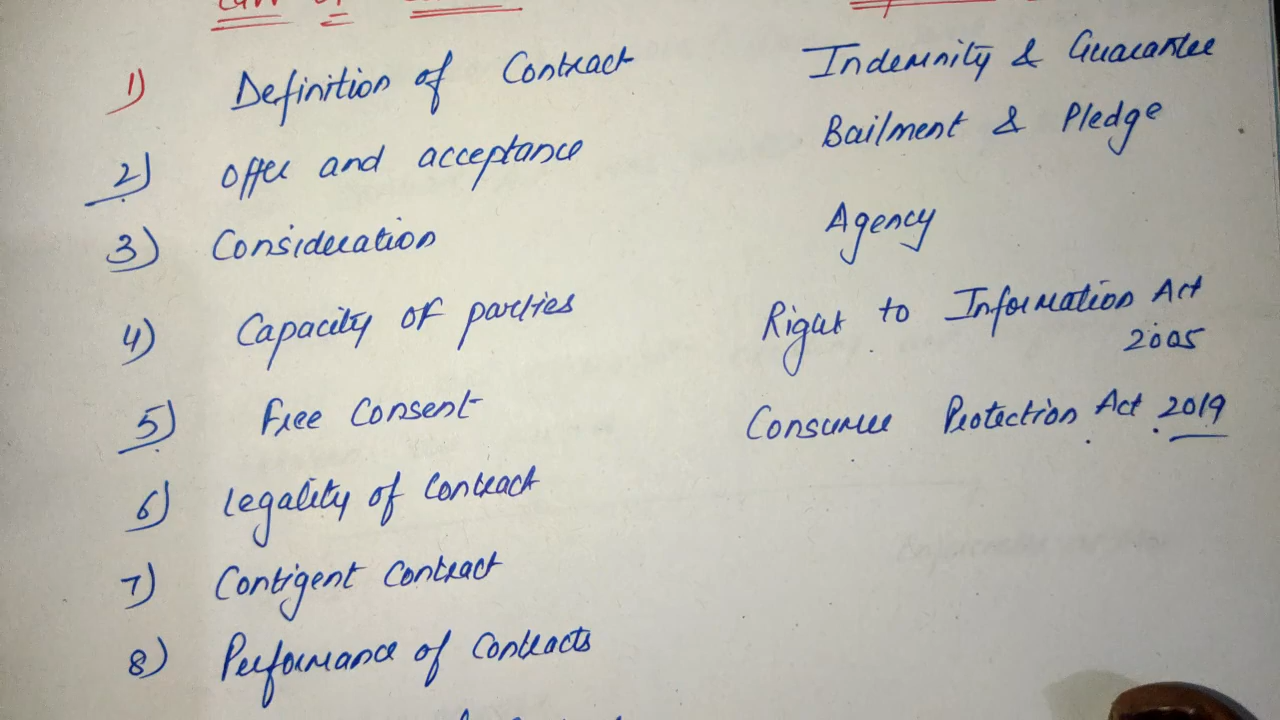 Law of
1) Definition of Contract
2) Offer and acceptance
3) Consideration
4) Capacity of parties
5) Free Consent
6) Legality of Contract
7) Contigent Contract
8) Performance of Contracts
Indemnity & Guarantee
Bailment & Pledge
Agency
Right to Information Act
2005
Consumer Protection Act 2019